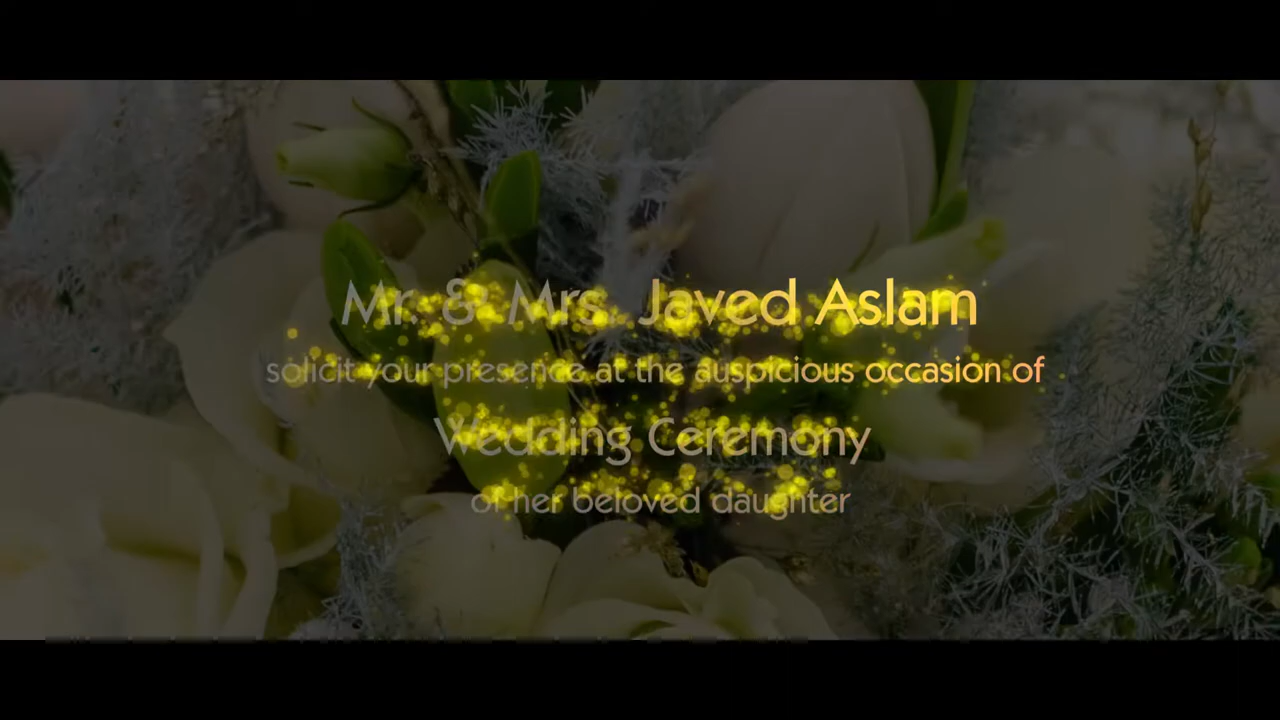 Mr. & Mrs. Javed Aslam
solicit your presence at the auspicious occasion of
Wedding Ceremony
of her beloved daughter